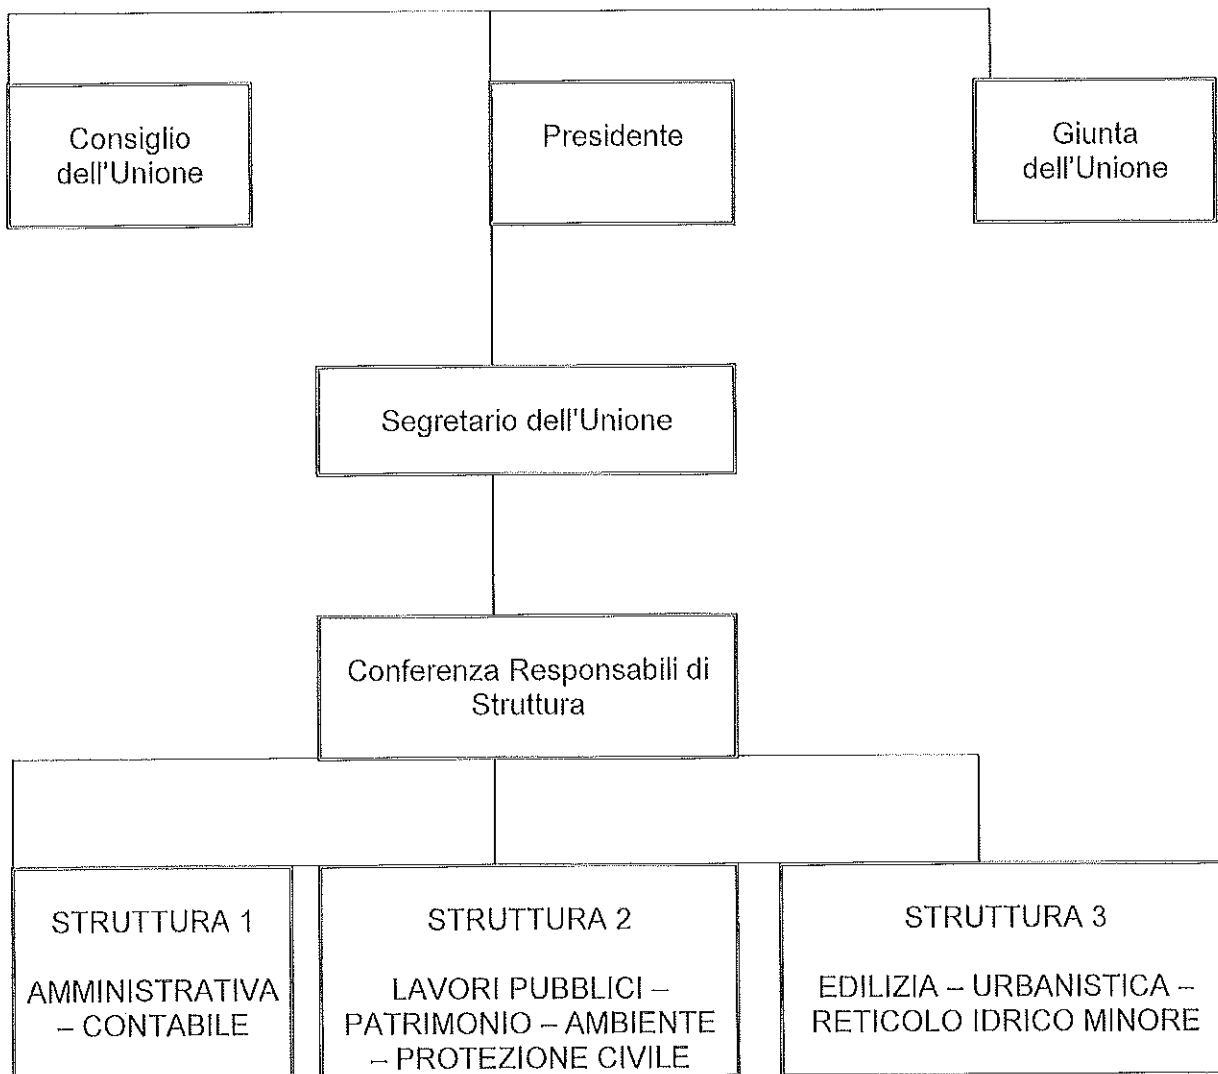 Consiglio
dell'Unione
Presidente
Giunta
dell'Unione
Segretario dell'Unione
Conferenza Responsabili di
Struttura
STRUTTURA 1
AMMINISTRATIVA
– CONTABILE
STRUTTURA 2
LAVORI PUBBLICI –
PATRIMONIO – AMBIENTE
– PROTEZIONE CIVILE
STRUTTURA 3
EDILIZIA – URBANISTICA –
RETICOLO IDRICO MINORE